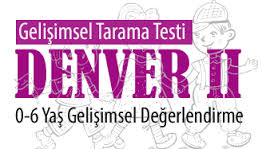 Gelişimsel Tarama Testi
DENVER II
0-6 Yaş Gelişimsel Değerlendirme